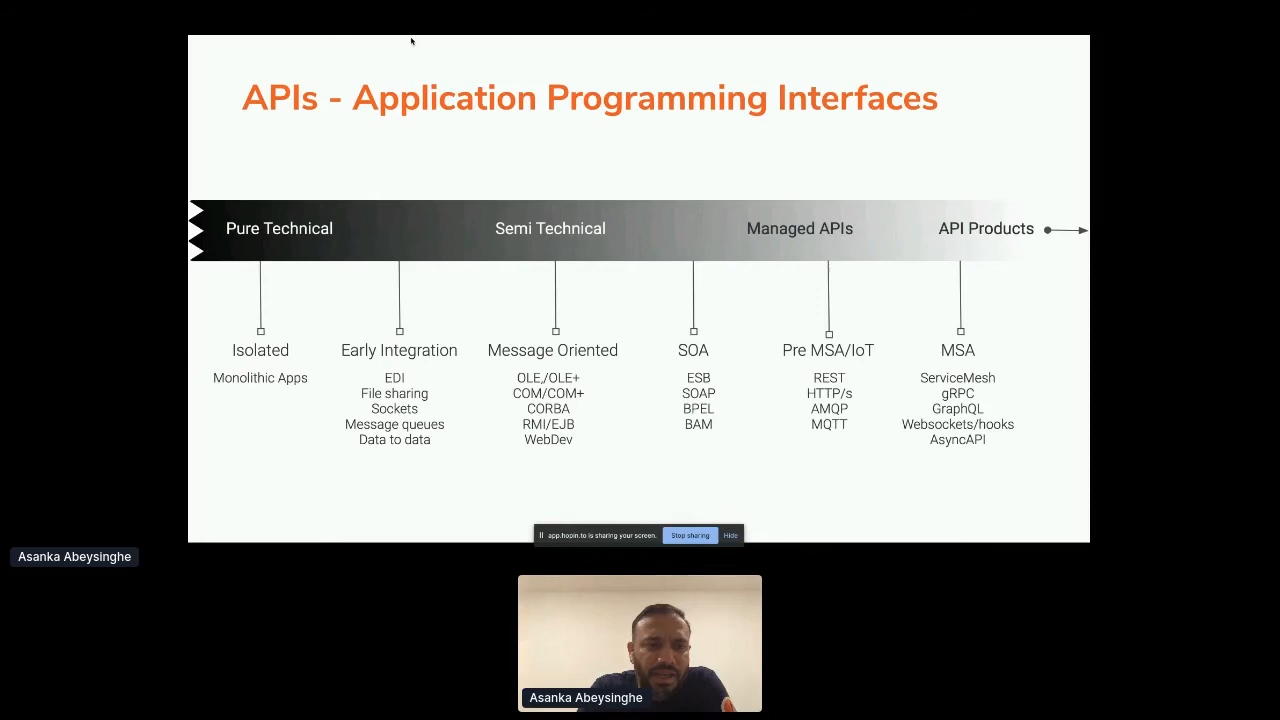 APIs - Application Programming Interfaces
Pure Technical
Semi Technical
Managed APIs
API Products
Isolated
Monolithic Apps
Early Integration
EDI
File sharing
Sockets
Message queues
Data to data
Message Oriented
OLE,/OLE+
COM/COM+
CORBA
RMI/EJB
WebDev
SOA
ESB
SOAP
BPEL
BAM
Pre MSA/IoT
REST
HTTP/s
AMQP
MQTT
MSA
ServiceMesh
gRPC
GraphQL
Websockets/hooks
AsyncAPI
app.hopin.to is sharing your screen.
Stop sharing
Hide
Asanka Abeysinghe
Asanka Abeysinghe